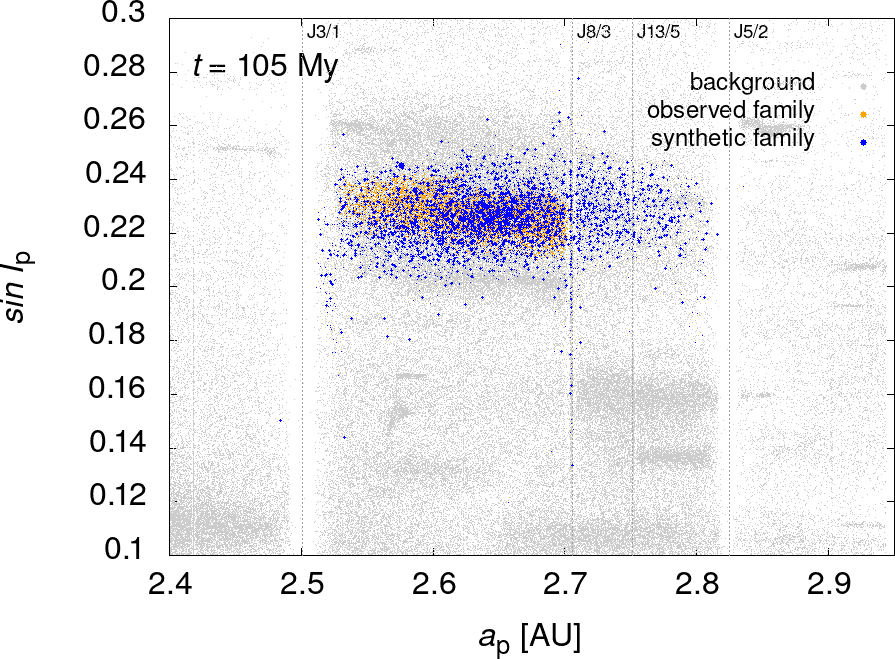 J3/1 J8/3 J13/5 J5/2
t = 105 My
background
observed family
synthetic family
0.3
0.28
0.26
0.24
0.22
0.2
0.18
0.16
0.14
0.12
0.1
sin Ip
2.4 2.5 2.6 2.7 2.8 2.9
ap [AU]